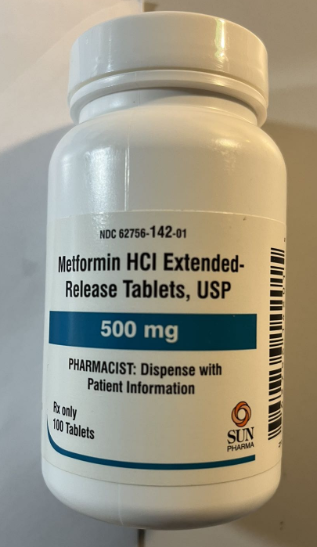 NDC 62756-142-01
Metformin HCl Extended-
Release Tablets, USP
500 mg
PHARMACIST: Dispense with
Patient Information
Rx only
100 Tablets
SUN
PHARMA